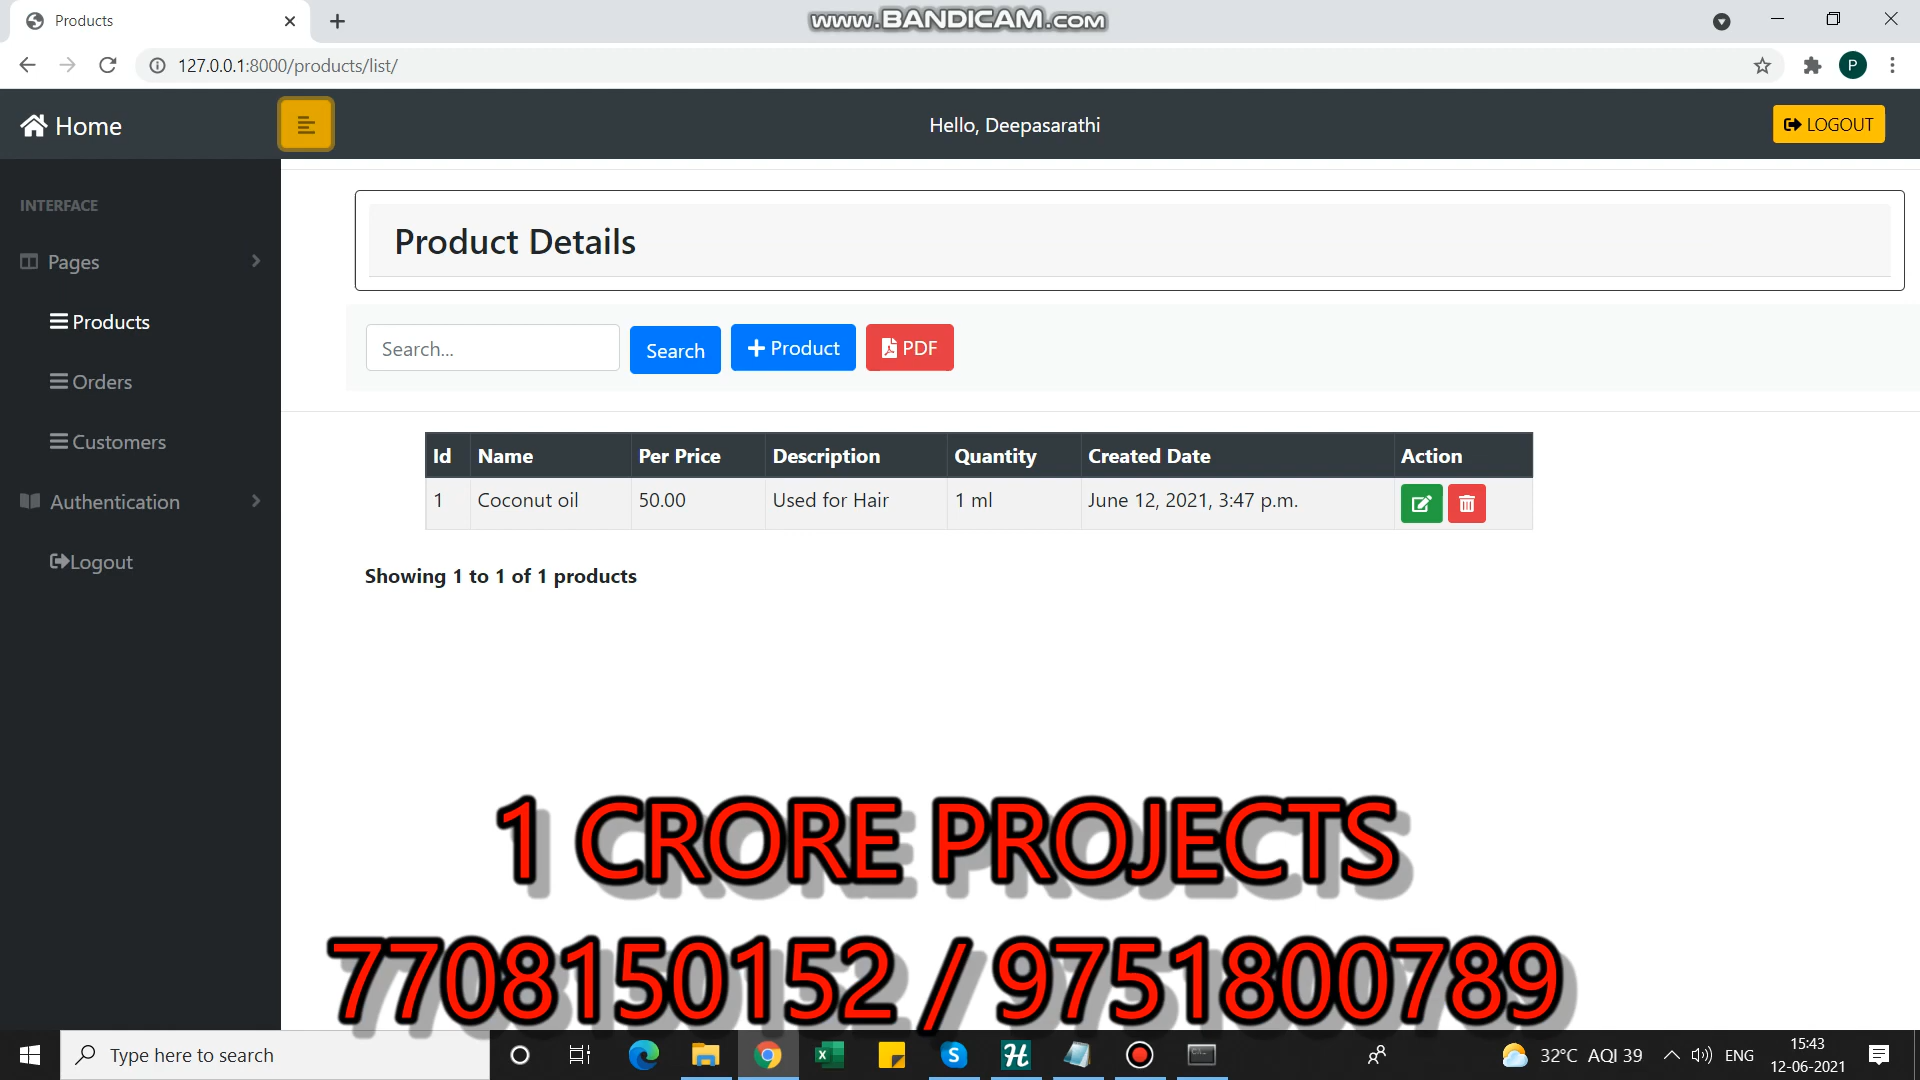 Products
www.BANDICAM.com
127.0.0.1:8000/products/list/
P
Home
Hello, Deepasarathi
LOGOUT
INTERFACE
Pages
Products
Orders
Customers
Authentication
Logout
Product Details
Search...
Search
Product
PDF
Id Name Per Price Description Quantity Created Date Action
1 Coconut oil 50.00 Used for Hair 1 ml June 12, 2021, 3:47 p.m.
Showing 1 to 1 of 1 products
1 CRORE PROJECTS
7708150152 / 9751800789
Type here to search
32°C AQI 39
ENG
15:43
12-06-2021